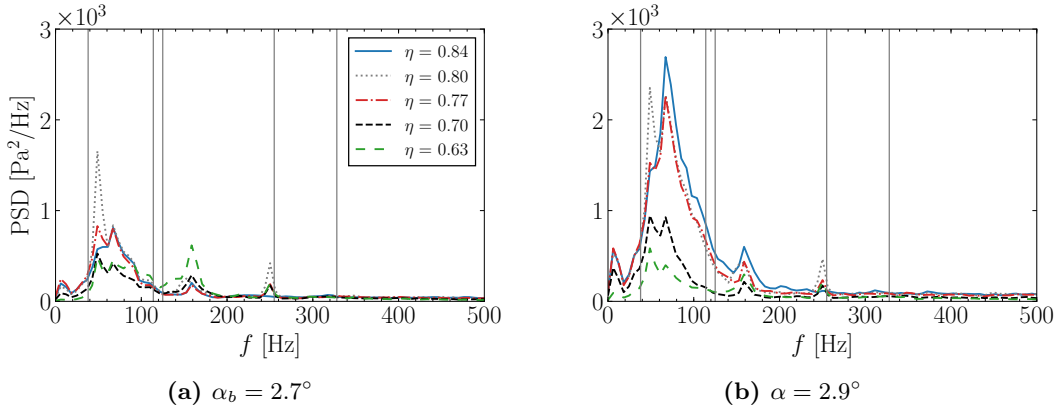 ×10³
3
2
1
0
PSD [Pa²/Hz]
0 100 200 300 400 500
f [Hz]
η = 0.84
η = 0.80
η = 0.77
η = 0.70
η = 0.63
(a) α_b = 2.7°
×10³
3
2
1
0
0 100 200 300 400 500
f [Hz]
(b) α = 2.9°